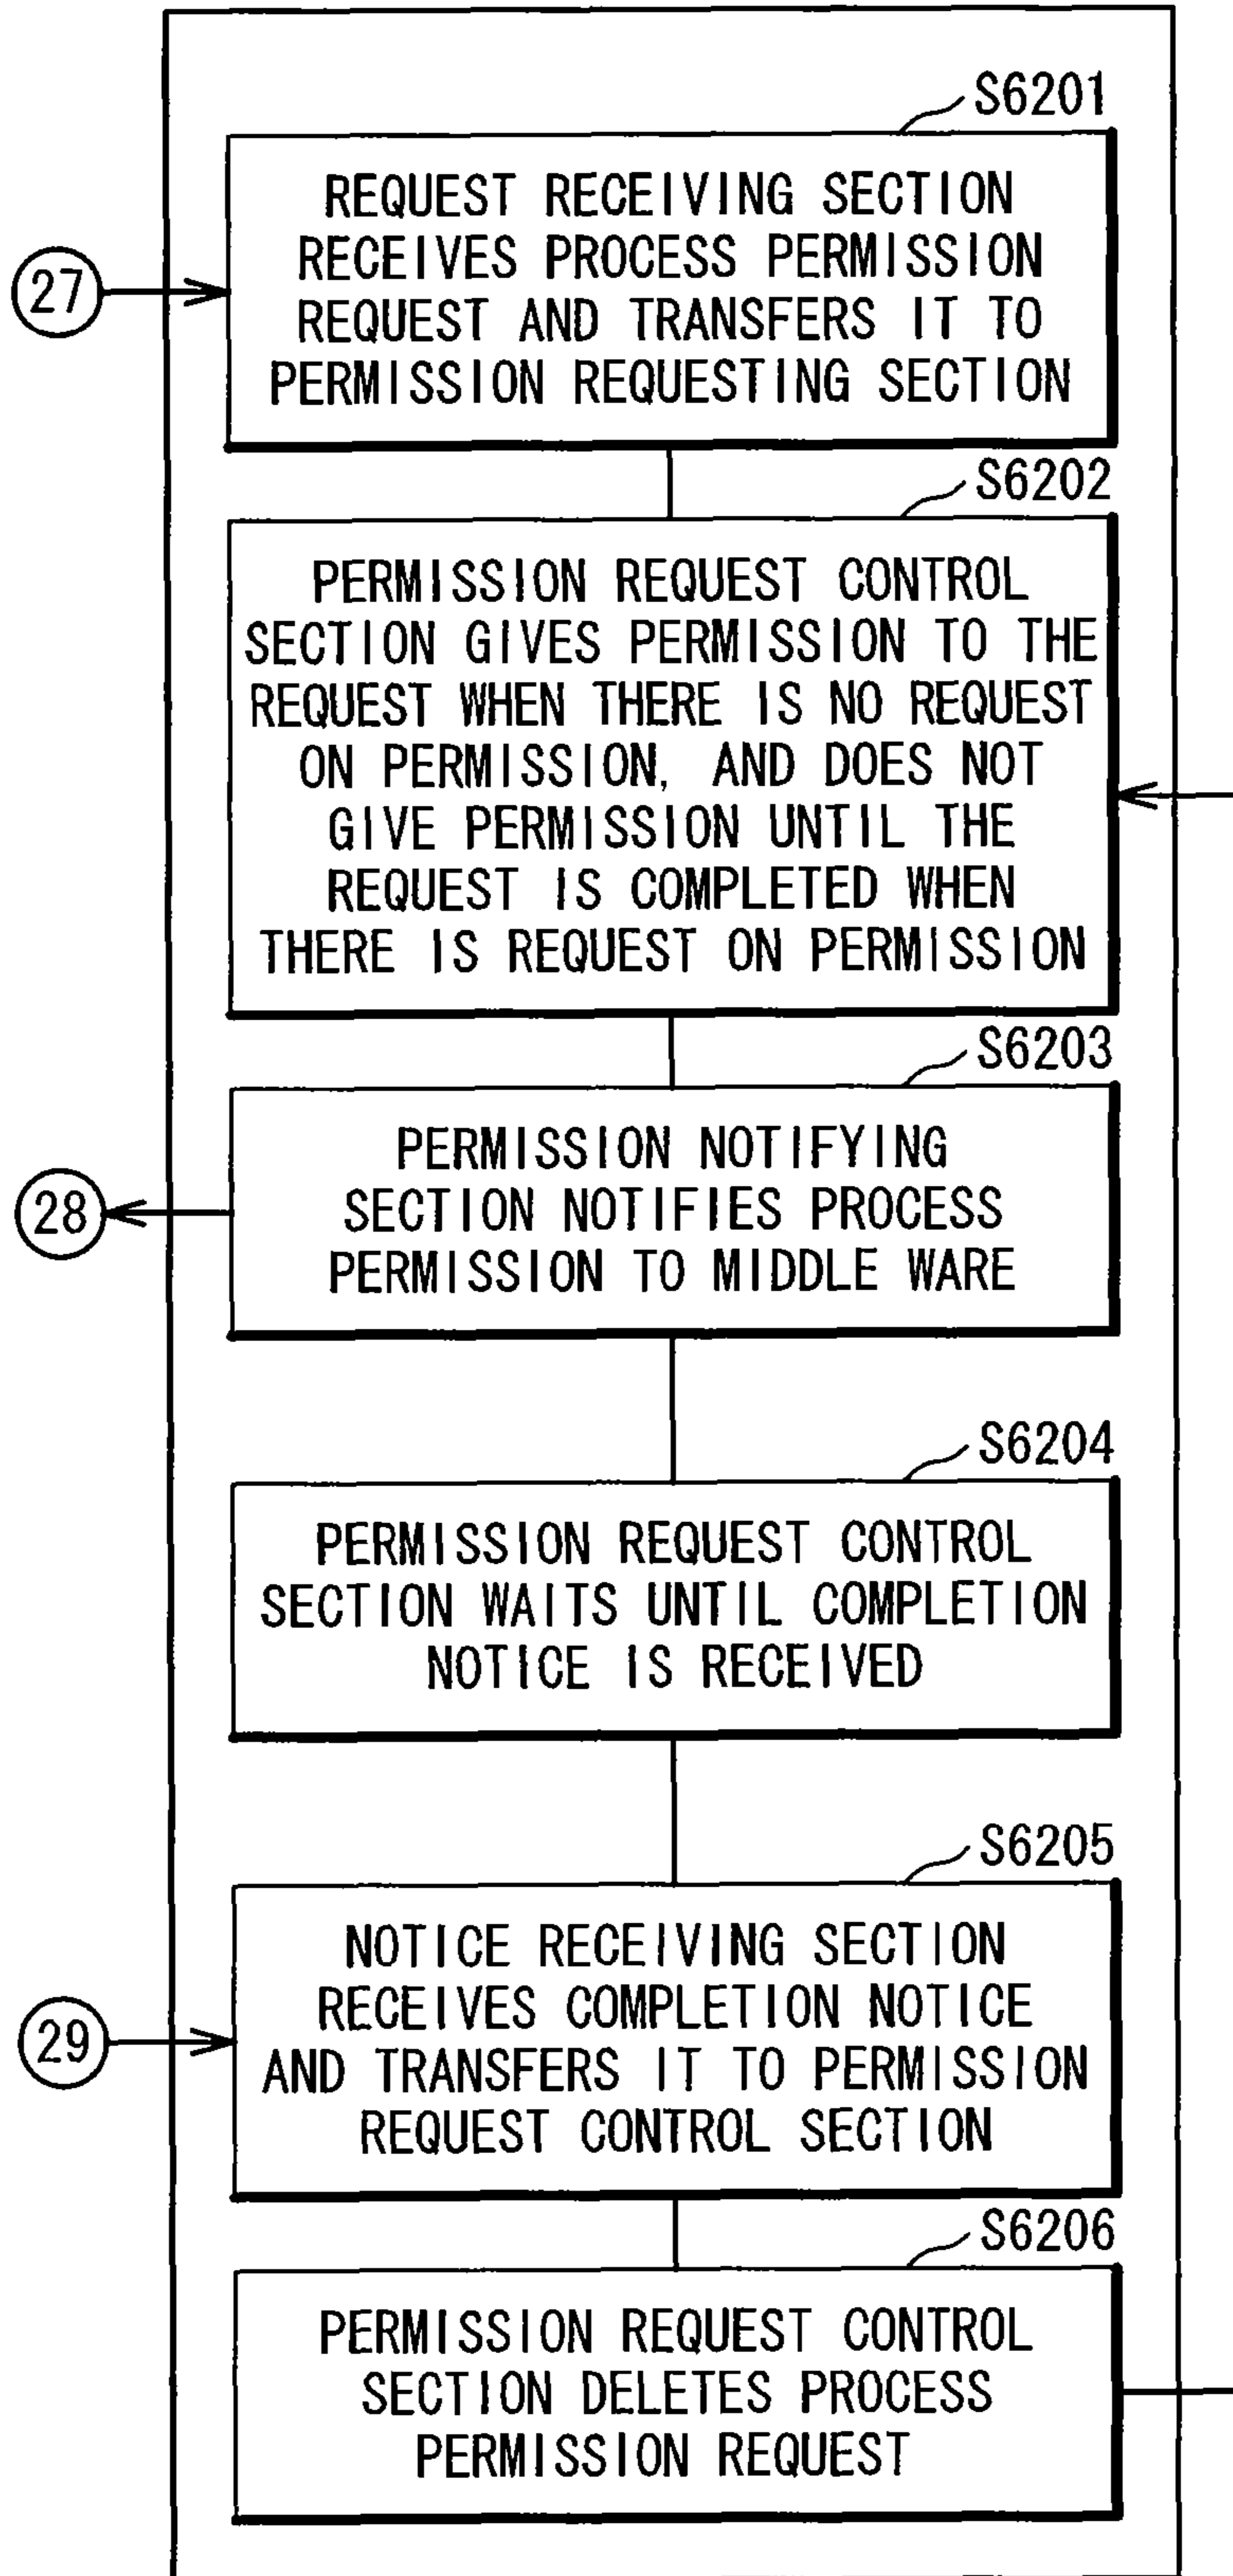 S6201
REQUEST RECEIVING SECTION
RECEIVES PROCESS PERMISSION
REQUEST AND TRANSFERS IT TO
PERMISSION REQUESTING SECTION
27
S6202
PERMISSION REQUEST CONTROL
SECTION GIVES PERMISSION TO THE
REQUEST WHEN THERE IS NO REQUEST
ON PERMISSION, AND DOES NOT
GIVE PERMISSION UNTIL THE
REQUEST IS COMPLETED WHEN
THERE IS REQUEST ON PERMISSION
S6203
PERMISSION NOTIFYING
SECTION NOTIFIES PROCESS
PERMISSION TO MIDDLE WARE
28
S6204
PERMISSION REQUEST CONTROL
SECTION WAITS UNTIL COMPLETION
NOTICE IS RECEIVED
S6205
NOTICE RECEIVING SECTION
RECEIVES COMPLETION NOTICE
AND TRANSFERS IT TO PERMISSION
REQUEST CONTROL SECTION
29
S6206
PERMISSION REQUEST CONTROL
SECTION DELETES PROCESS
PERMISSION REQUEST